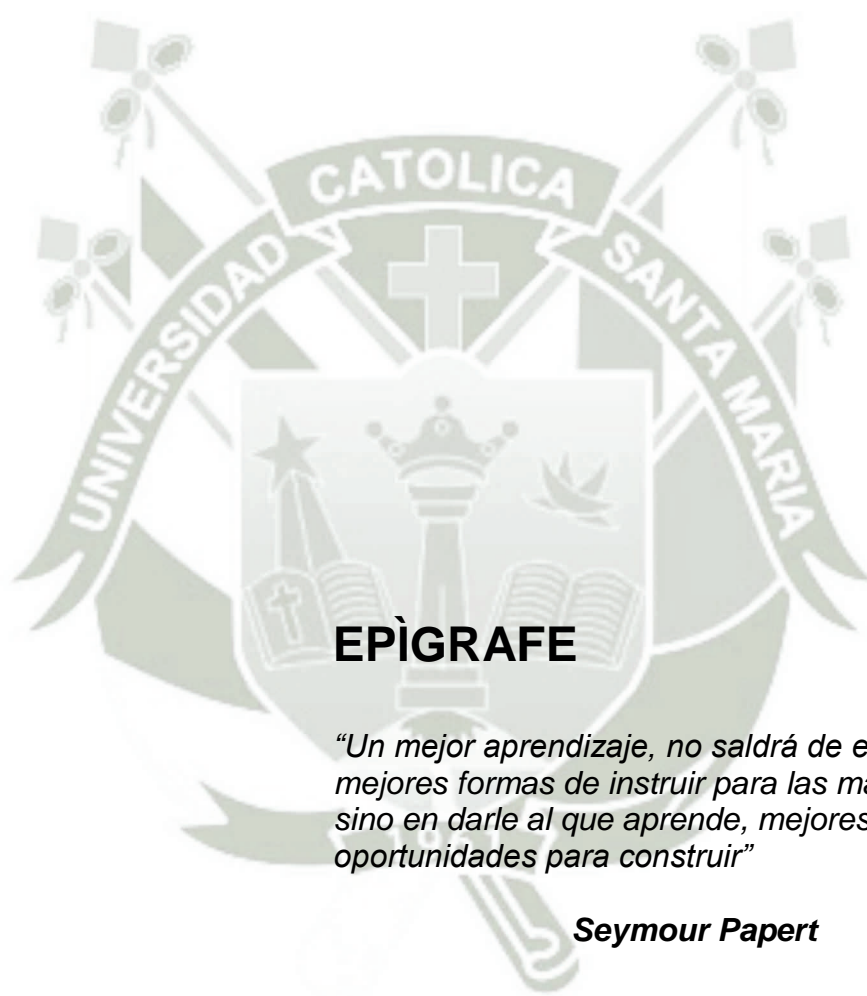 UNIVERSIDAD CATOLICA SANTA MARIA
EPÌGRAFE
“Un mejor aprendizaje, no saldrá de
mejores formas de instruir para las
sino en darle al que aprende, mejores
oportunidades para construir”
Seymour Papert